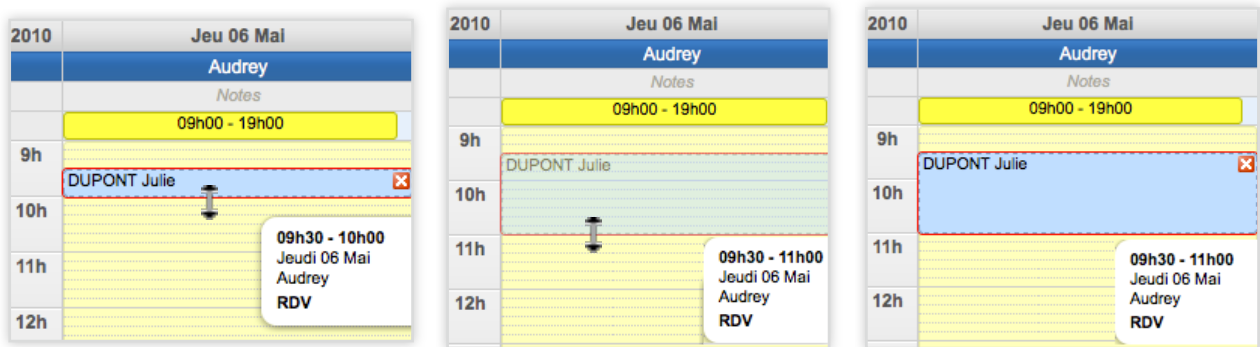 2010 Jeu 06 Mai
Audrey
Notes
09h00 - 19h00
9h
DUPONT Julie
10h
09h30 - 10h00
Jeudi 06 Mai
11h
Audrey
RDV
12h
2010 Jeu 06 Mai
Audrey
Notes
09h00 - 19h00
9h
DUPONT Julie
10h
11h
09h30 - 11h00
Jeudi 06 Mai
Audrey
12h
RDV
2010 Jeu 06 Mai
Audrey
Notes
09h00 - 19h00
9h
DUPONT Julie
10h
11h
09h30 - 11h00
Jeudi 06 Mai
Audrey
12h
RDV